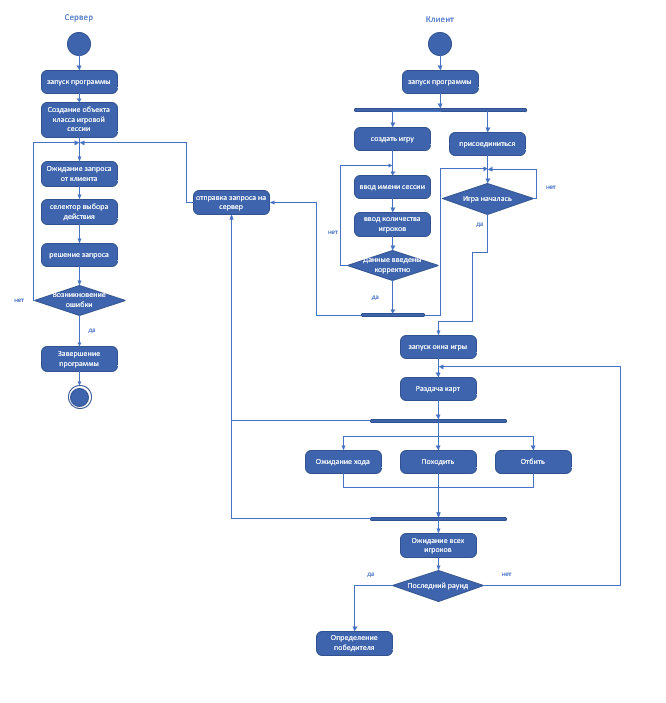 Сервер
запуск программы
Создание объекта
класса игровой
сессии
Ожидание запроса
от клиента
селектор выбора
действия
решение запроса
Возникновение
ошибки
нет
да
Завершение
программы
отправка запроса на
сервер
Клиент
запуск программы
создать игру
присоединиться
ввод имени сессии
ввод количества
игроков
нет
Данные введены
корректно
да
Игра началась
нет
да
запуск окна игры
Раздача карт
Ожидание хода
Походить
Отбить
Ожидание всех
игроков
да
Последний раунд
нет
Определение
победителя